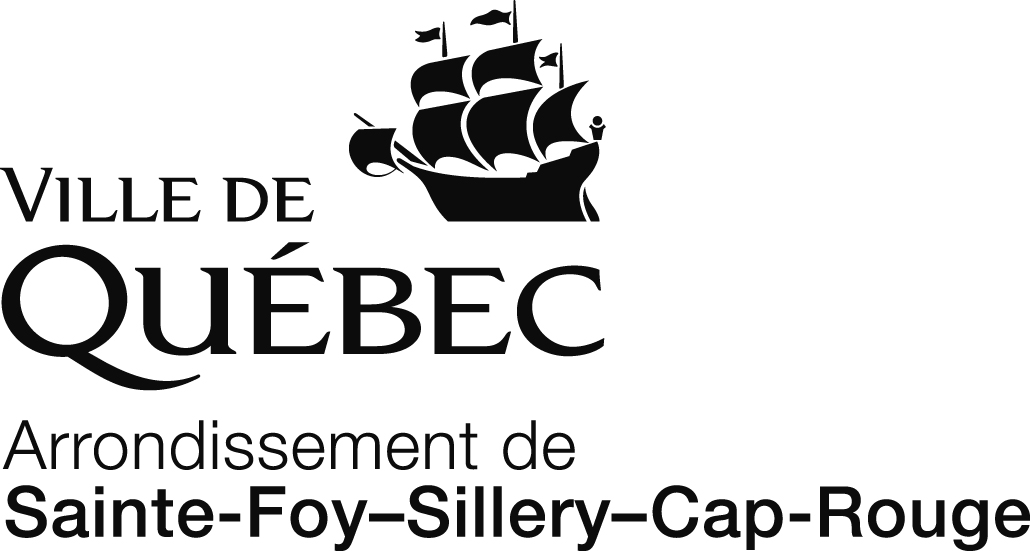 VILLE DE
QUÉBEC
Arrondissement de
Sainte-Foy–Sillery–Cap-Rouge